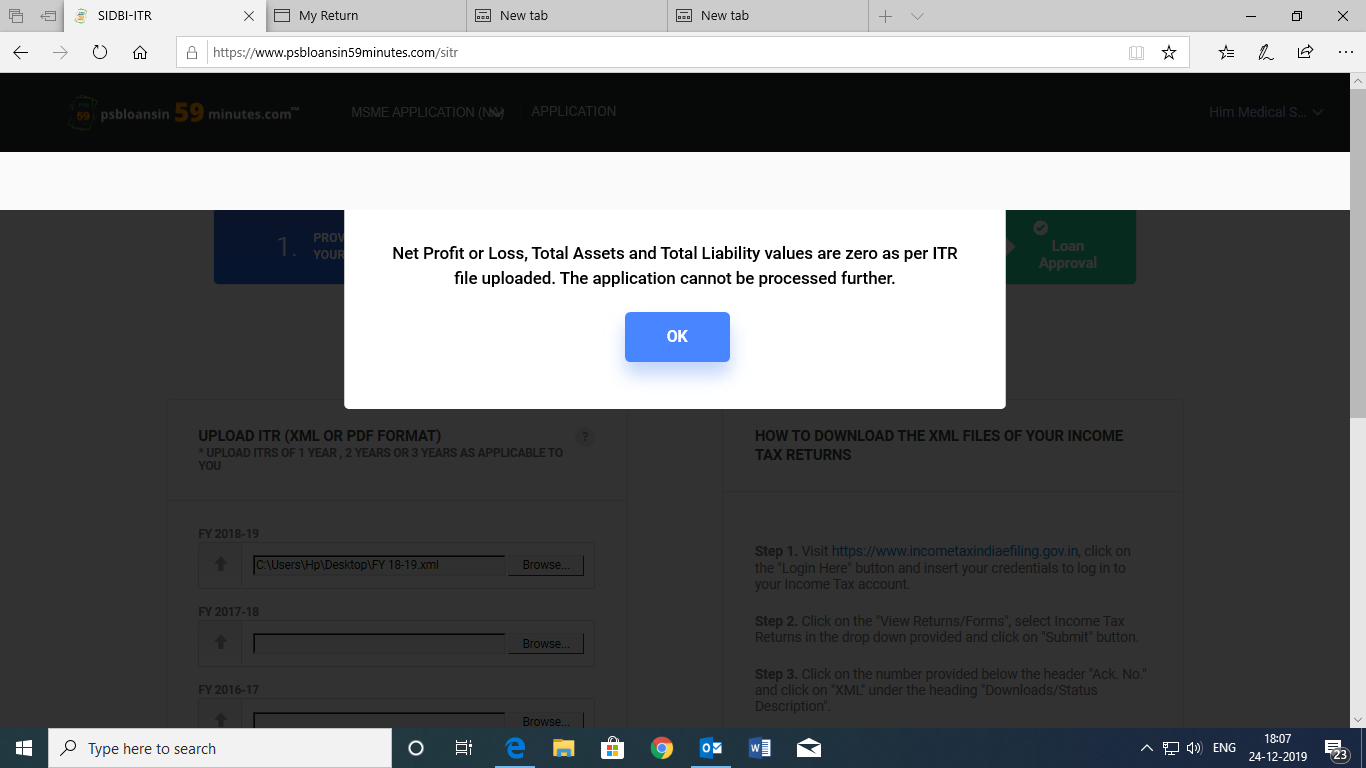 SIDBI-ITR
My Return
New tab
New tab
https://www.psbloansin59minutes.com/sitr
psbloansin 59 minutes.com™
MSME APPLICATION
APPLICATION
Him Medical S...
1.
PROV
YOUR
Loan
Approval
Net Profit or Loss, Total Assets and Total Liability values are zero as per ITR
file uploaded. The application cannot be processed further.
OK
UPLOAD ITR (XML OR PDF FORMAT)
?
* UPLOAD ITRS OF 1 YEAR , 2 YEARS OR 3 YEARS AS APPLICABLE TO
YOU
FY 2018-19
C:\Users\Hp\Desktop\FY 18-19.xml
Browse...
FY 2017-18
Browse...
FY 2016-17
Browse...
HOW TO DOWNLOAD THE XML FILES OF YOUR INCOME
TAX RETURNS
Step 1. Visit https://www.incometaxindiaefiling.gov.in, click on
the "Login Here" button and insert your credentials to log in to
your Income Tax account.
Step 2. Click on the "View Returns/Forms", select Income Tax
Returns in the drop down provided and click on "Submit" button.
Step 3. Click on the number provided below the header "Ack. No."
and click on "XML" under the heading "Downloads/Status
Description".
Type here to search
ENG
18:07
24-12-2019
23